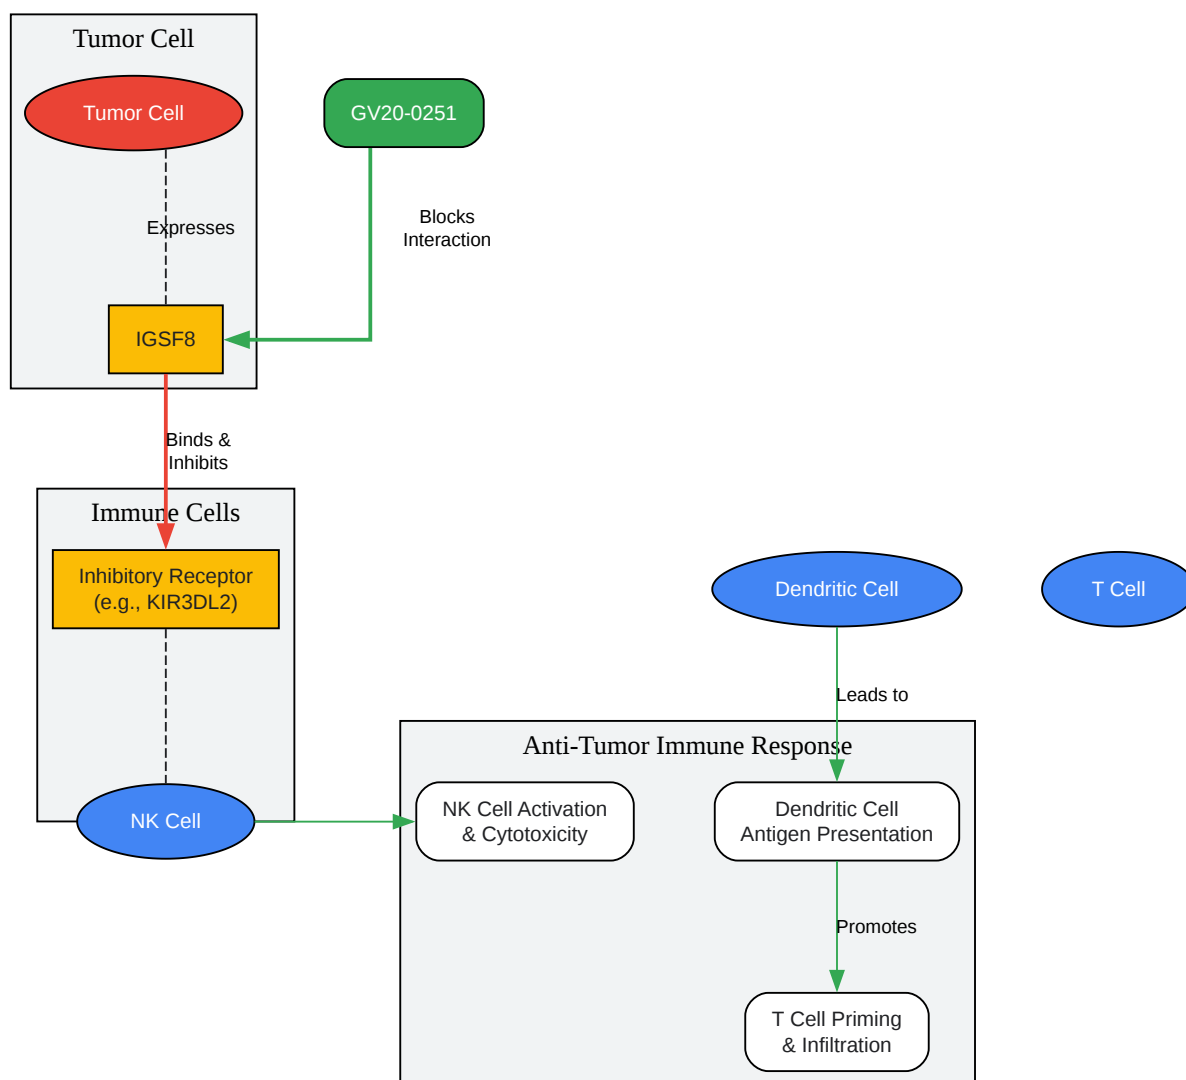 Tumor Cell
Tumor Cell
GV20-0251
Expresses
Blocks
Interaction
IGSF8
Binds &
Inhibits
Immune Cells
Inhibitory Receptor
(e.g., KIR3DL2)
Dendritic Cell
T Cell
Leads to
Anti-Tumor Immune Response
NK Cell
NK Cell Activation
& Cytotoxicity
Dendritic Cell
Antigen Presentation
Promotes
T Cell Priming
& Infiltration